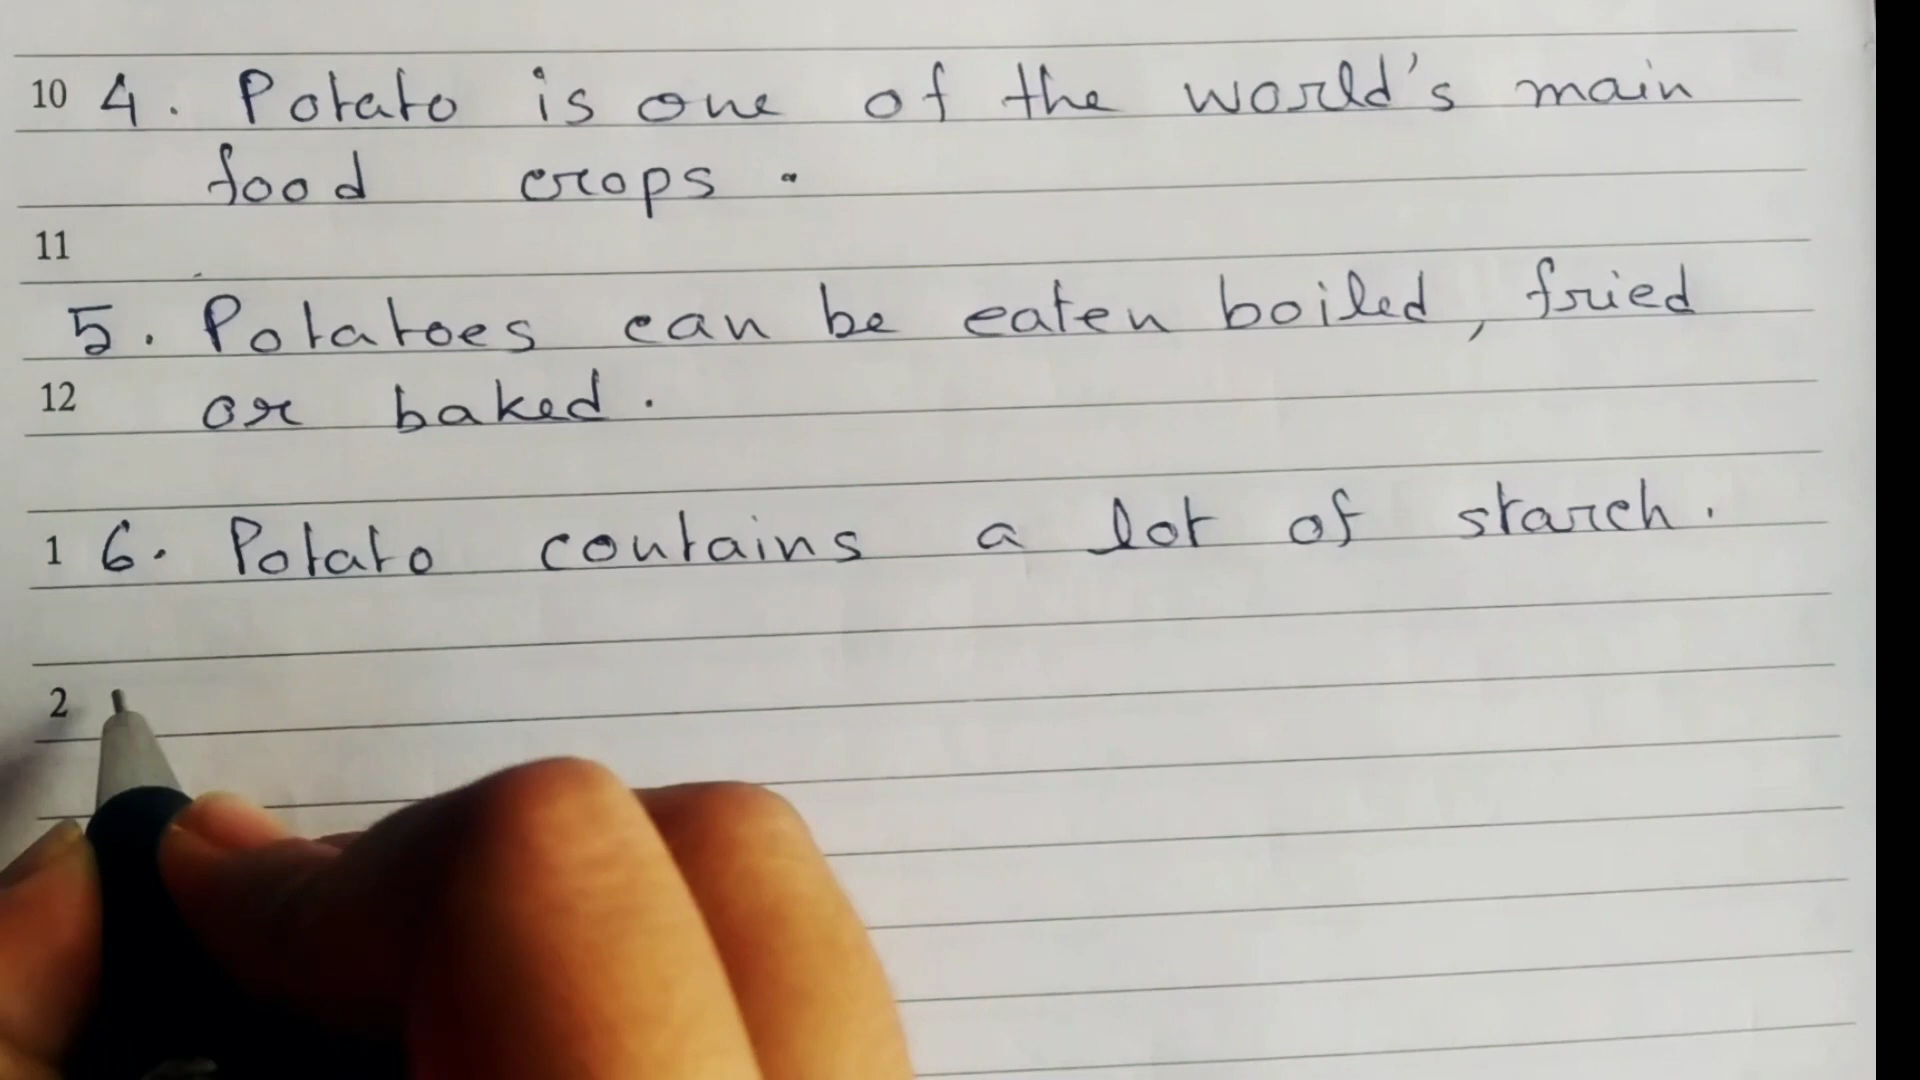 10 4. Potato is one of the world's main
food crops.
11
5. Potatoes can be eaten boiled, fried
12 or baked.
1 6. Potato contains a lot of starch.
2